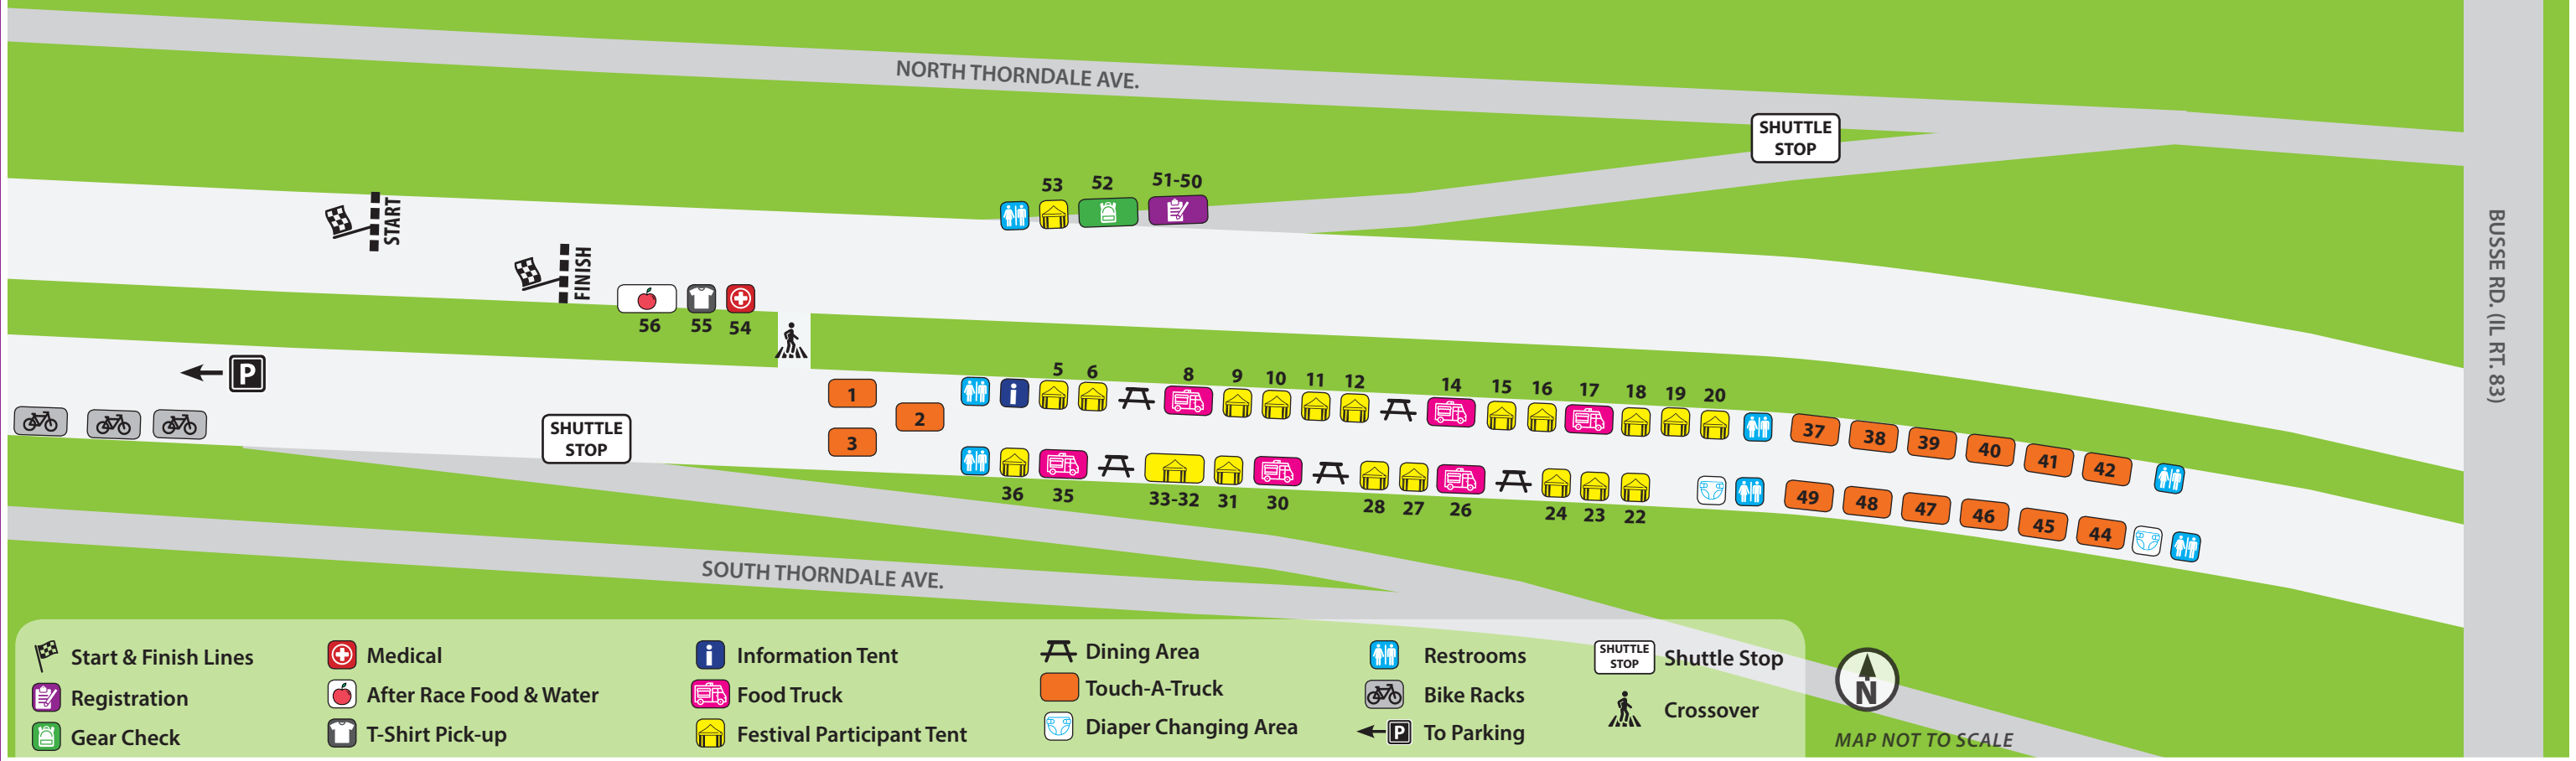 NORTH THORNDALE AVE.
SHUTTLE
STOP
53 52 51-50
START
FINISH
BUSSE RD. (IL RT. 83)
56 55 54
P
SHUTTLE
STOP
1
2
3
i
5 6 8 9 10 11 12 14 15 16 17 18 19 20
37 38 39 40 41 42
36 35 33-32 31 30 28 27 26 24 23 22
49 48 47 46 45 44
SOUTH THORNDALE AVE.
Start & Finish Lines
Registration
Gear Check
Medical
After Race Food & Water
T-Shirt Pick-up
i Information Tent
Food Truck
Festival Participant Tent
Dining Area
Touch-A-Truck
Diaper Changing Area
Restrooms
Bike Racks
P To Parking
SHUTTLE
STOP
Shuttle Stop
Crossover
N
MAP NOT TO SCALE